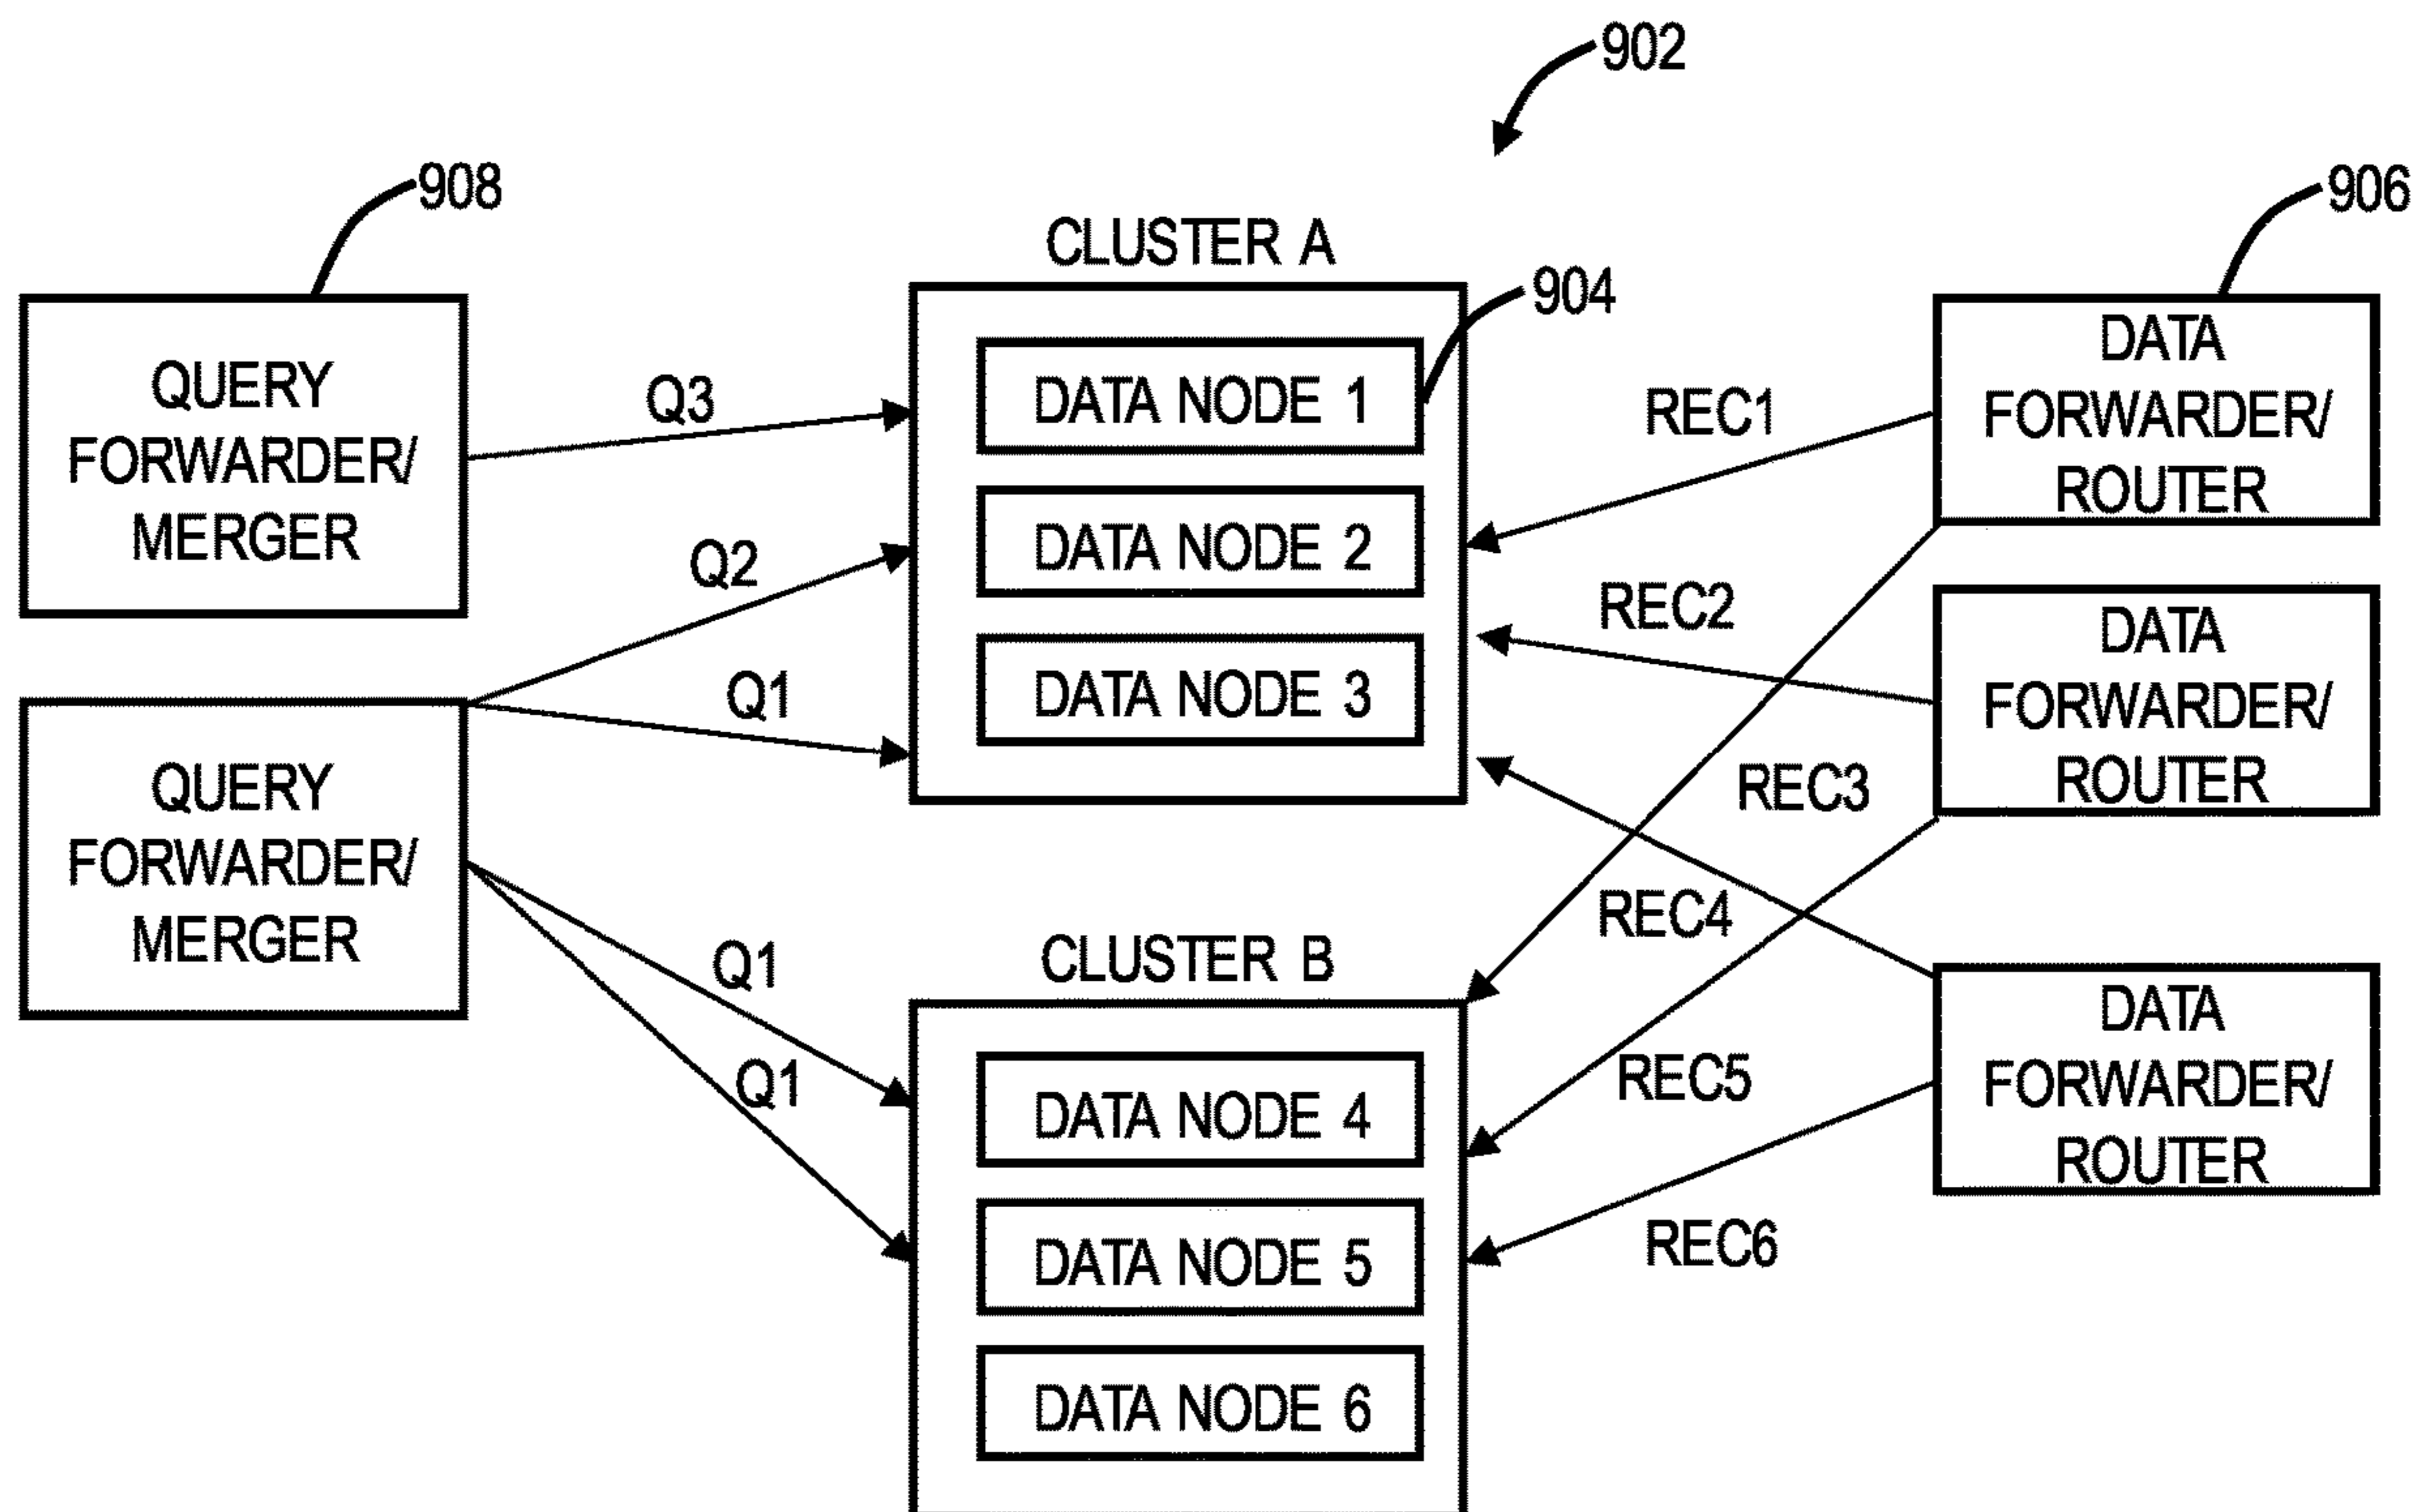 902
908
906
CLUSTER A
904
QUERY
FORWARDER/
MERGER
Q3
DATA NODE 1
REC1
DATA
FORWARDER/
ROUTER
Q2
DATA NODE 2
REC2
Q1
DATA NODE 3
DATA
FORWARDER/
ROUTER
QUERY
FORWARDER/
MERGER
REC3
REC4
Q1
CLUSTER B
DATA
FORWARDER/
ROUTER
Q1
DATA NODE 4
REC5
DATA NODE 5
REC6
DATA NODE 6